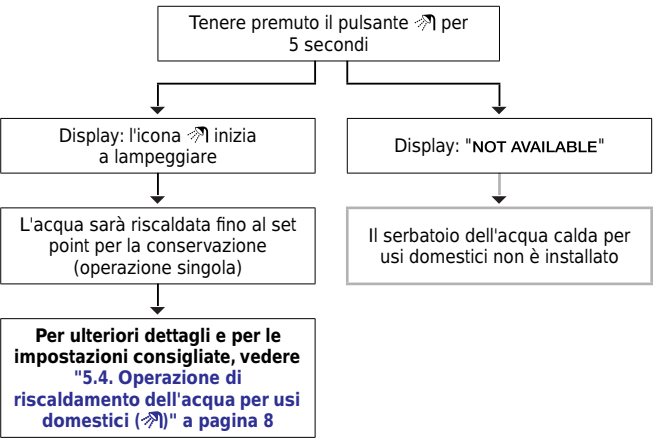 Tenere premuto il pulsante per
5 secondi
Display: l'icona inizia
a lampeggiare
Display: "NOT AVAILABLE"
L'acqua sarà riscaldata fino al set
point per la conservazione
(operazione singola)
Il serbatoio dell'acqua calda per
usi domestici non è installato
Per ulteriori dettagli e per le
impostazioni consigliate, vedere
"5.4. Operazione di
riscaldamento dell'acqua per usi
domestici ()" a pagina 8